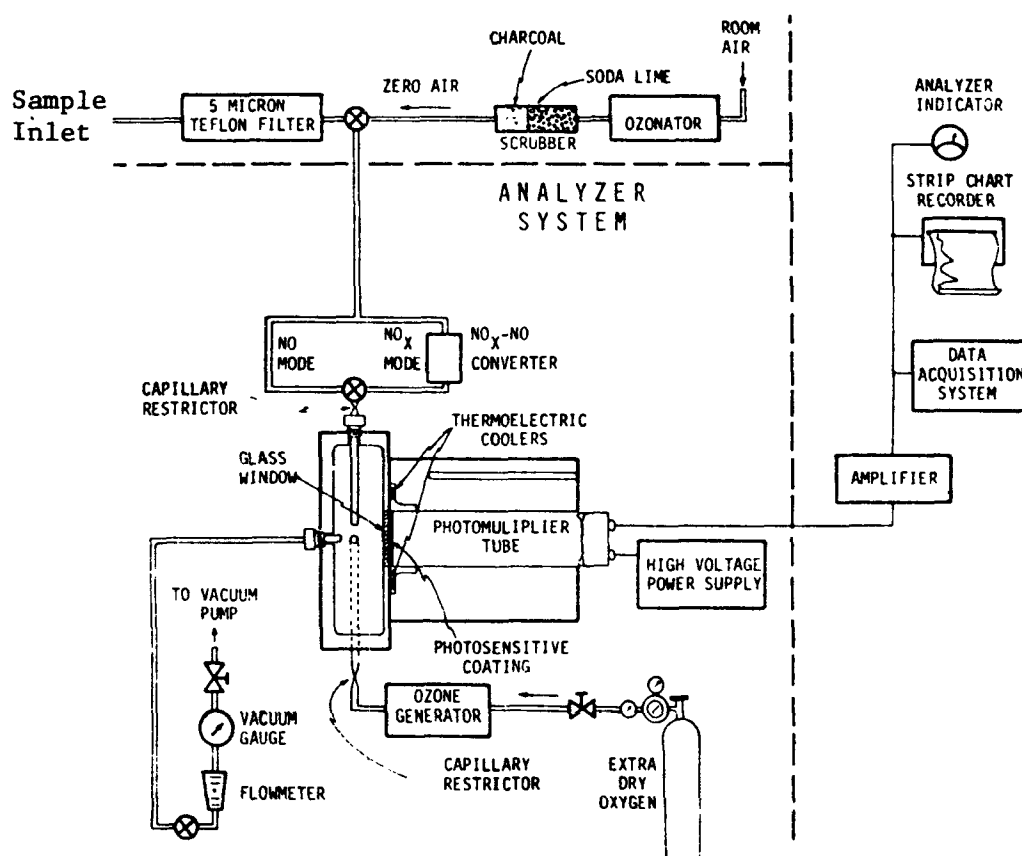 CHARCOAL
ROOM
AIR
SODA LIME
ZERO AIR
Sample
Inlet
5 MICRON
TEFLON FILTER
OZONATOR
SCRUBBER
ANALYZER
INDICATOR
ANALYZER
SYSTEM
STRIP CHART
RECORDER
NO
MODE
NOX
MODE
NOX-NO
CONVERTER
DATA
ACQUISITION
SYSTEM
CAPILLARY
RESTRICTOR
THERMOELECTRIC
COOLERS
GLASS
WINDOW
AMPLIFIER
PHOTOMULIPLIER
TUBE
HIGH VOLTAGE
POWER SUPPLY
TO VACUUM
PUMP
PHOTOSENSITIVE
COATING
OZONE
GENERATOR
VACUUM
GAUGE
CAPILLARY
RESTRICTOR
EXTRA
DRY
OXYGEN
FLOWMETER